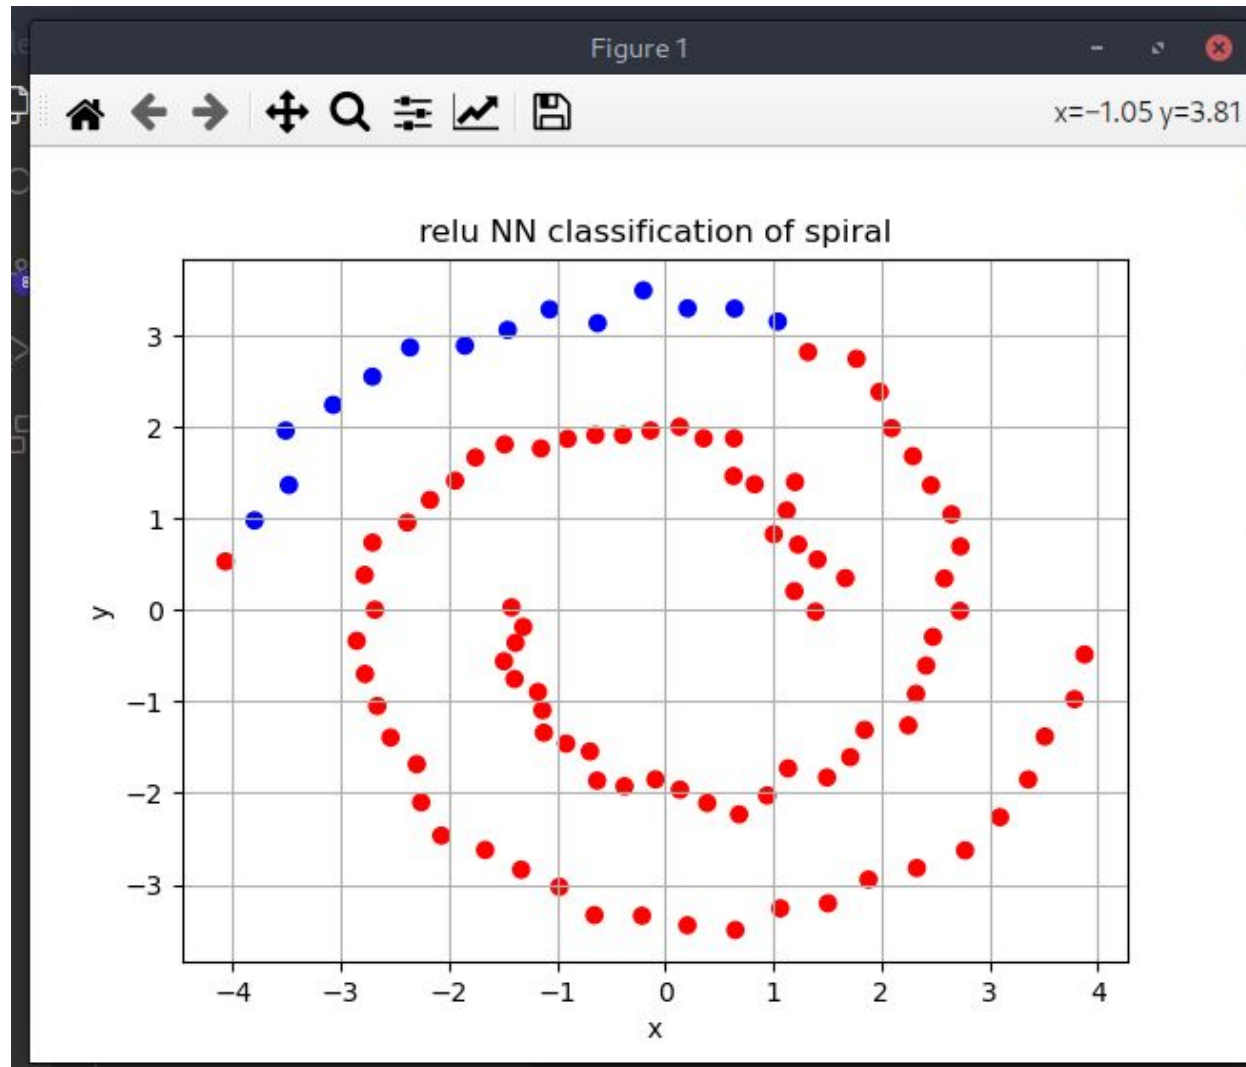 Figure 1
x=−1.05 y=3.81
8
relu NN classification of spiral
3
2
1
0
−1
−2
−3
y
−4 −3 −2 −1 0 1 2 3 4
x